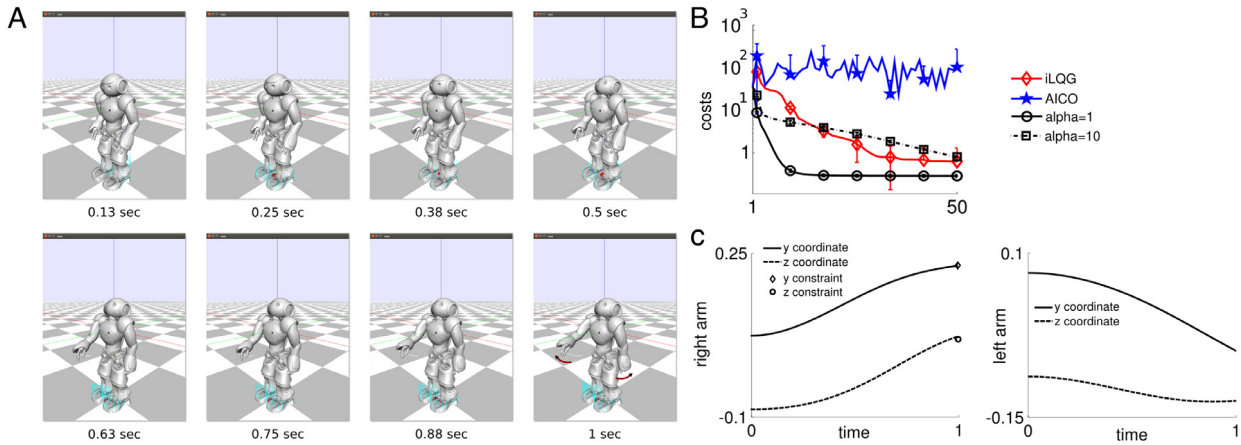 A
0.13 sec
0.25 sec
0.38 sec
0.5 sec
0.63 sec
0.75 sec
0.88 sec
1 sec
B
10³
10²
10¹
1
costs
1
50
iLQG
AICO
alpha=1
alpha=10
C
0.25
-0.1
right arm
y coordinate
z coordinate
y constraint
z constraint
0
time
1
0.1
-0.15
left arm
y coordinate
z coordinate
0
time
1